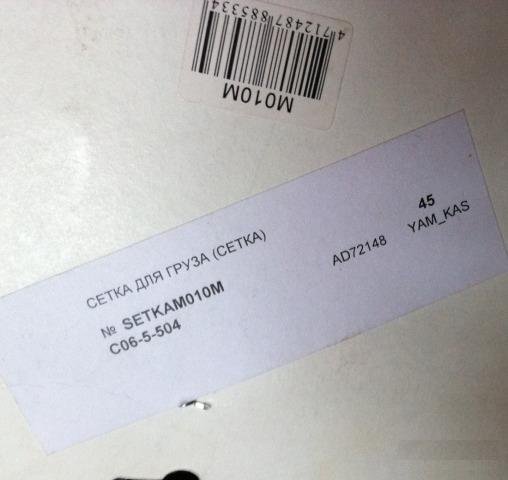 4712487885334
M010M
СЕТКА ДЛЯ ГРУЗА (СЕТКА)
№ SETKAM010M
C06-5-504
45
AD72148 YAM_KAS